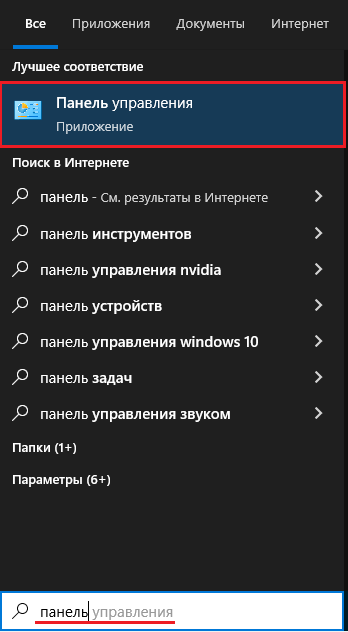 Все Приложения Документы Интернет
Лучшее соответствие
Панель управления
Приложение
Поиск в Интернете
панель - См. результаты в Интернете
панель инструментов
панель управления nvidia
панель устройств
панель управления windows 10
панель задач
панель управления звуком
Папки (1+)
Параметры (6+)
панель управления